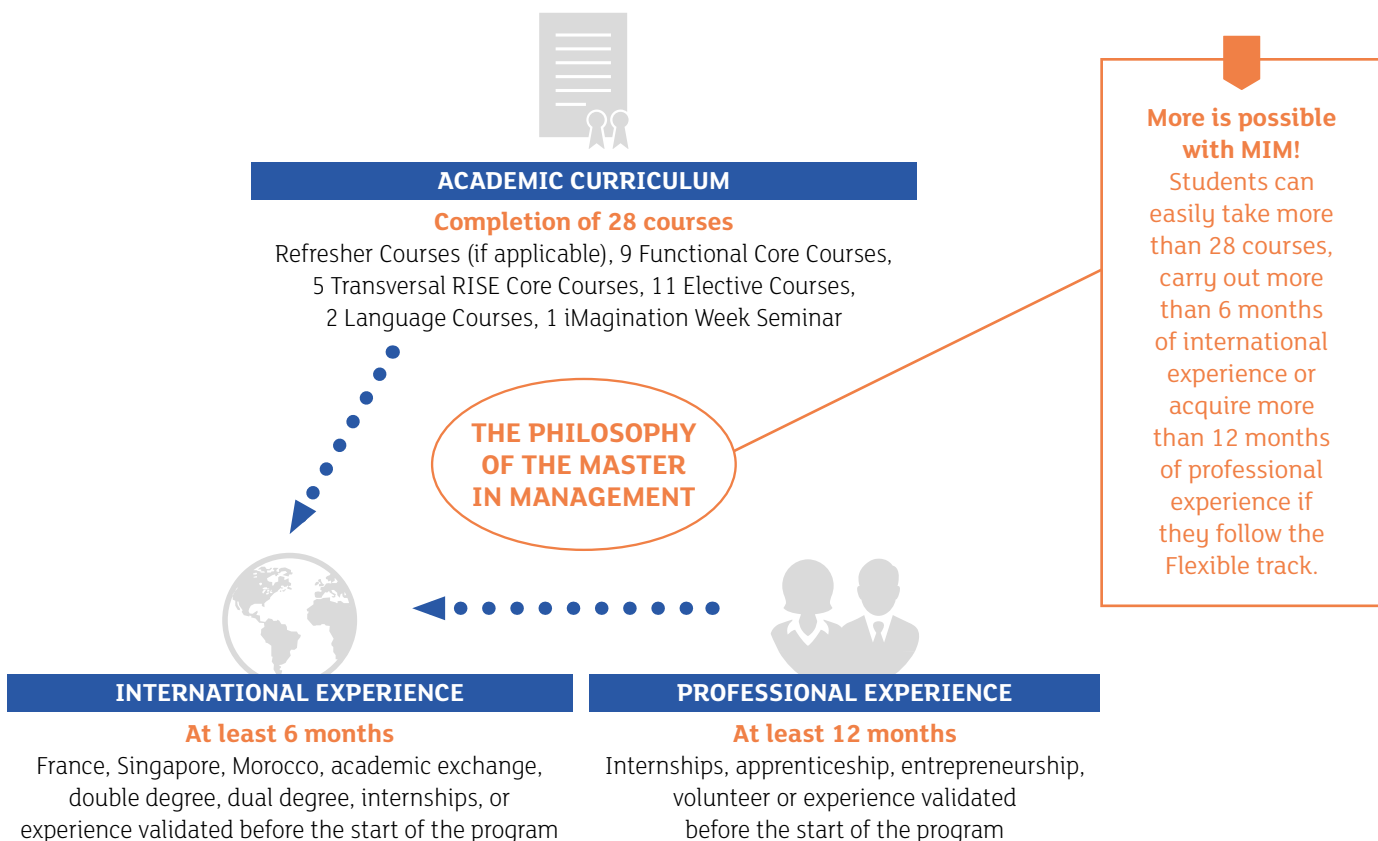 ACADEMIC CURRICULUM
Completion of 28 courses
Refresher Courses (if applicable), 9 Functional Core Courses,
5 Transversal RISE Core Courses, 11 Elective Courses,
2 Language Courses, 1 iMagination Week Seminar
THE PHILOSOPHY
OF THE MASTER
IN MANAGEMENT
More is possible
with MIM!
Students can
easily take more
than 28 courses,
carry out more
than 6 months
of international
experience or
acquire more
than 12 months
of professional
experience if
they follow the
Flexible track.
INTERNATIONAL EXPERIENCE
At least 6 months
France, Singapore, Morocco, academic exchange,
double degree, dual degree, internships, or
experience validated before the start of the program
PROFESSIONAL EXPERIENCE
At least 12 months
Internships, apprenticeship, entrepreneurship,
volunteer or experience validated
before the start of the program